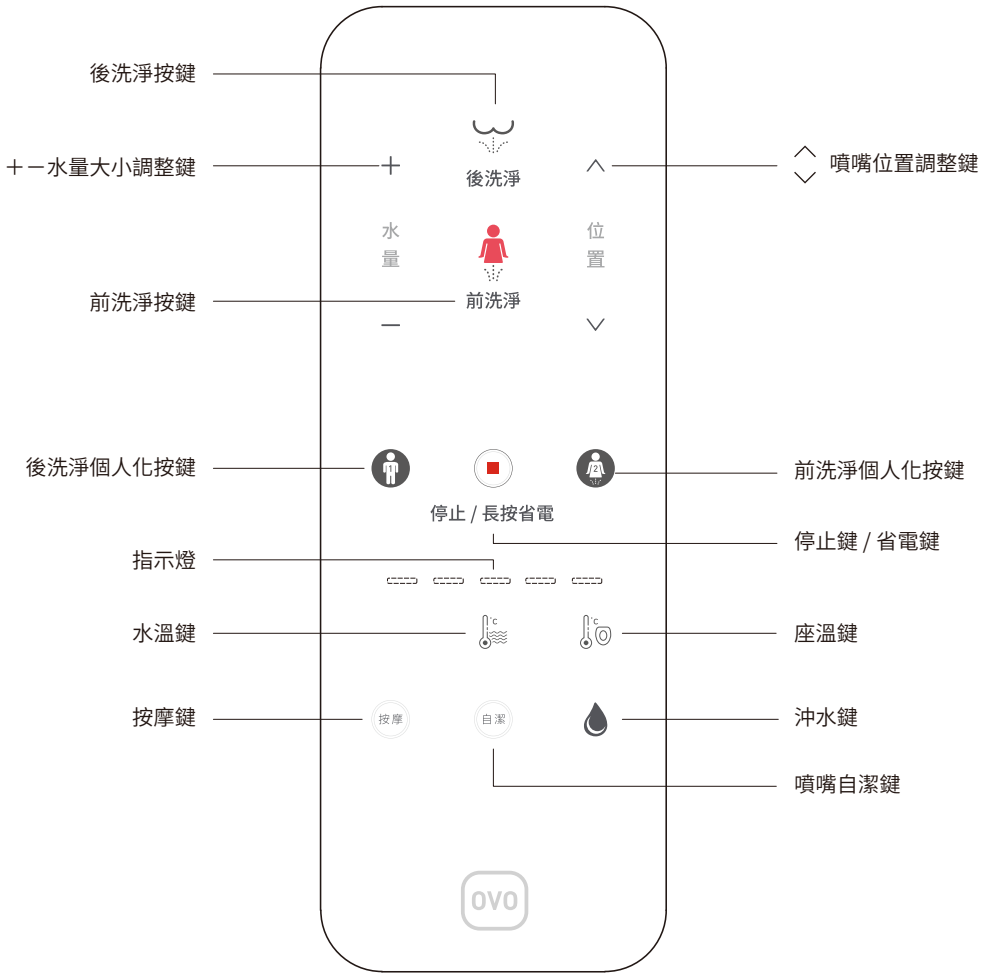 後洗淨按鍵
＋－水量大小調整鍵
噴嘴位置調整鍵
後洗淨
水量
位置
前洗淨按鍵
前洗淨
後洗淨個人化按鍵
1
2
前洗淨個人化按鍵
停止 / 長按省電
停止鍵 / 省電鍵
指示燈
水溫鍵
°C
°C
座溫鍵
按摩鍵
按摩
自潔
沖水鍵
噴嘴自潔鍵
OVO